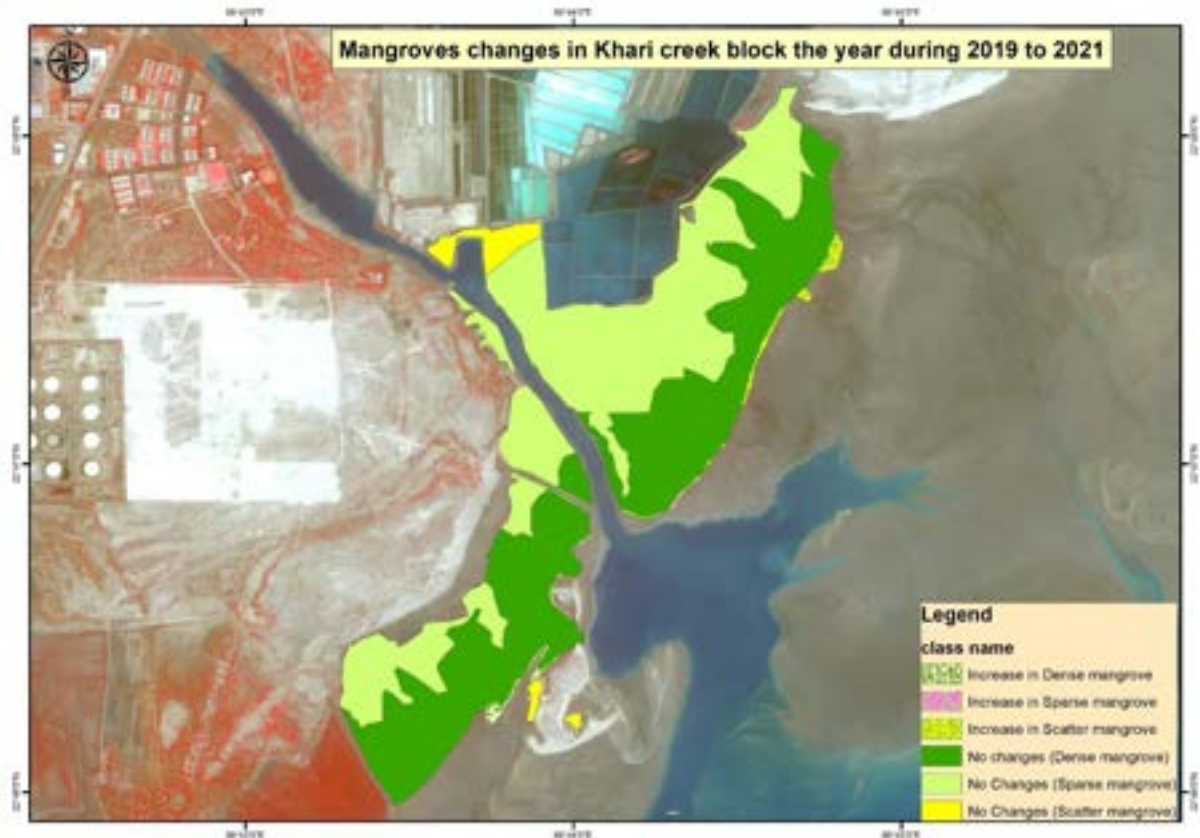 Mangroves changes in Khari creek block the year during 2019 to 2021
Legend
class name
Increase in Dense mangrove
Increase in Sparse mangrove
Increase in Scatter mangrove
No changes (Dense mangrove)
No Changes (Sparse mangrove)
No Changes (Scatter mangrove)